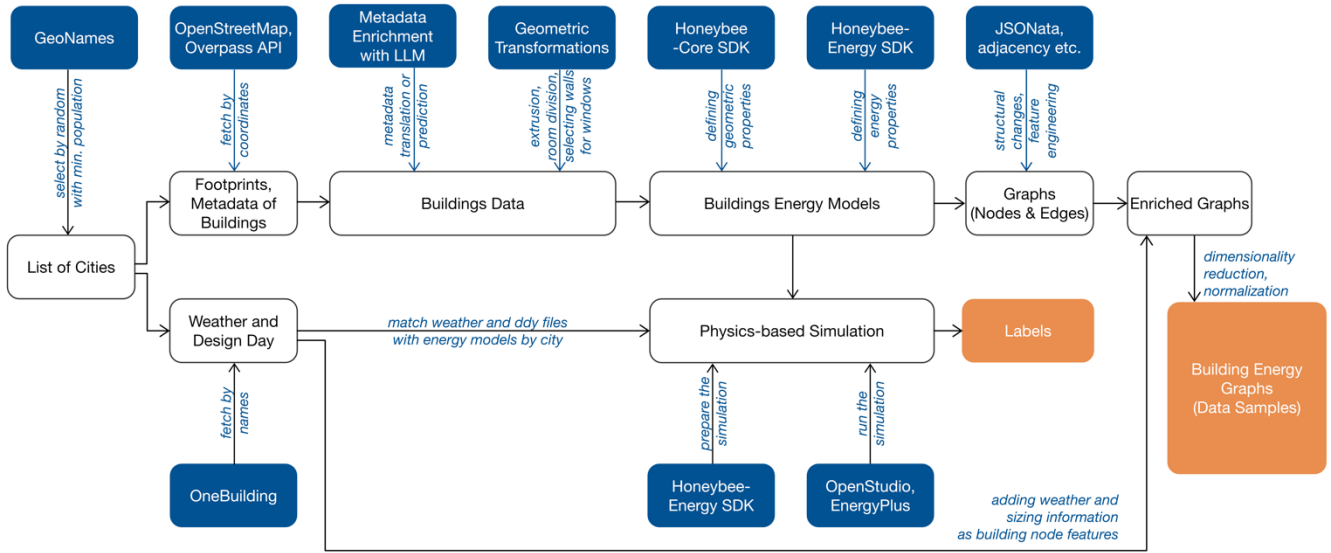 GeoNames
OpenStreetMap,
Overpass API
Metadata
Enrichment
with LLM
Geometric
Transformations
Honeybee
-Core SDK
Honeybee-
Energy SDK
JSONata,
adjacency etc.
select by random
with min. population
fetch by
coordinates
metadata
translation or
prediction
extrusion,
room division,
selecting walls
for windows
defining
geometric
properties
defining
energy
properties
structural
changes,
feature
engineering
Footprints,
Metadata of
Buildings
Buildings Data
Buildings Energy Models
Graphs
(Nodes & Edges)
Enriched Graphs
List of Cities
dimensionality
reduction,
normalization
Weather and
Design Day
match weather and ddy files
with energy models by city
Physics-based Simulation
Labels
Building Energy
Graphs
(Data Samples)
fetch by
names
prepare the
simulation
run the
simulation
OneBuilding
Honeybee-
Energy SDK
OpenStudio,
EnergyPlus
adding weather and
sizing information
as building node features